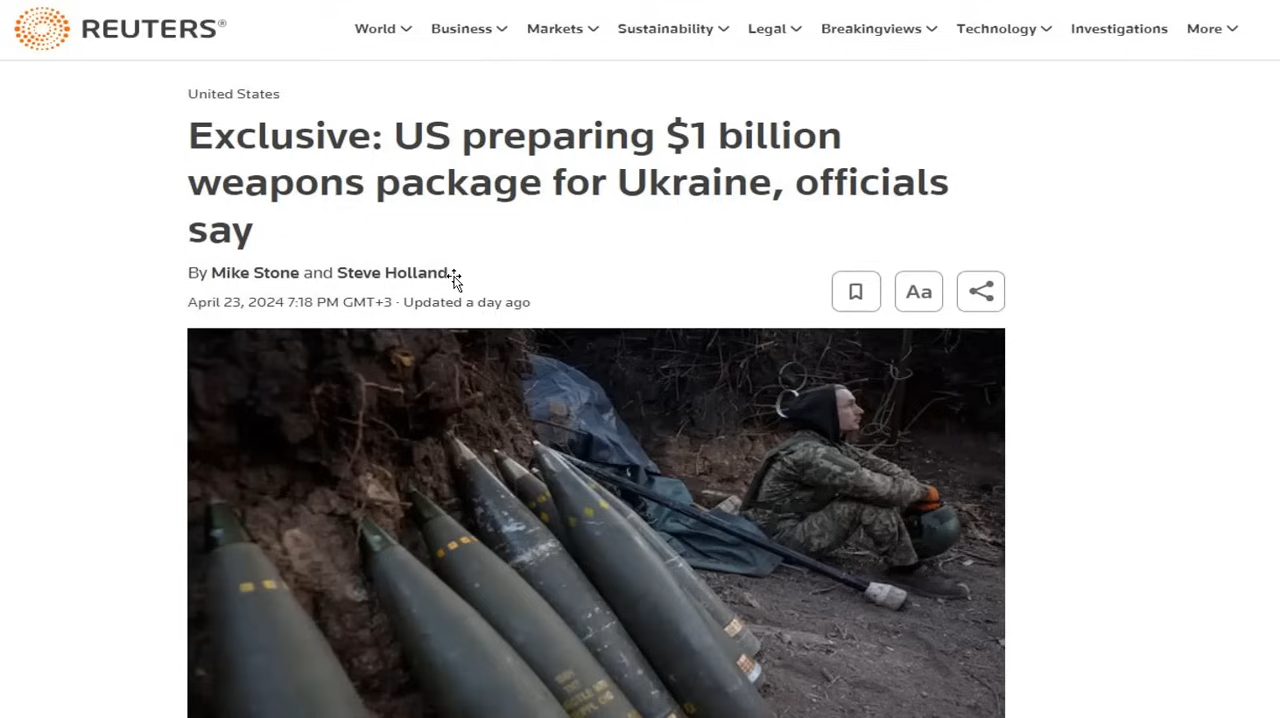 REUTERS®
World Business Markets Sustainability Legal Breakingviews Technology Investigations More
United States
Exclusive: US preparing $1 billion
weapons package for Ukraine, officials
say
By Mike Stone and Steve Holland
April 23, 2024 7:18 PM GMT+3 · Updated a day ago
Aa